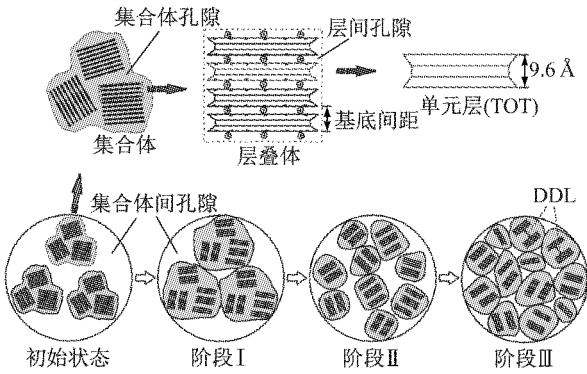 集合体孔隙
集合体
层间孔隙
基底间距
层叠体
9.6 Å
单元层(TOT)
集合体间孔隙
DDL
初始状态
阶段Ⅰ
阶段Ⅱ
阶段Ⅲ